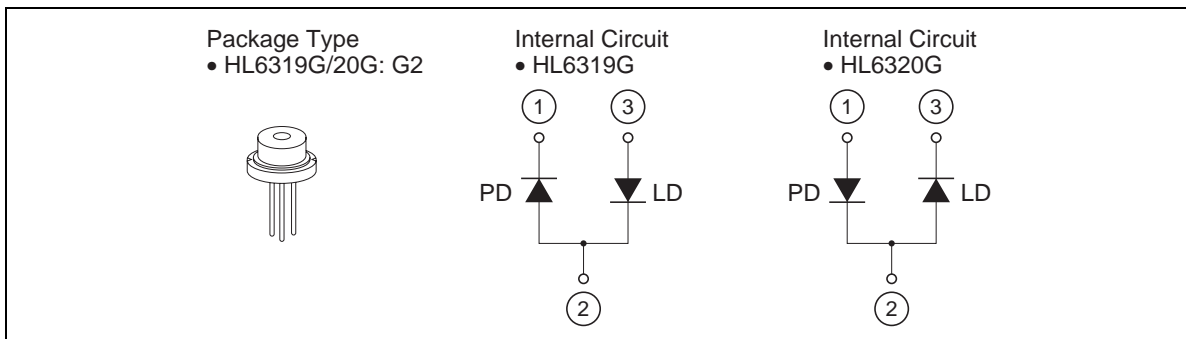 Package Type
• HL6319G/20G: G2
Internal Circuit
• HL6319G
1
3
PD
LD
2
Internal Circuit
• HL6320G
1
3
PD
LD
2